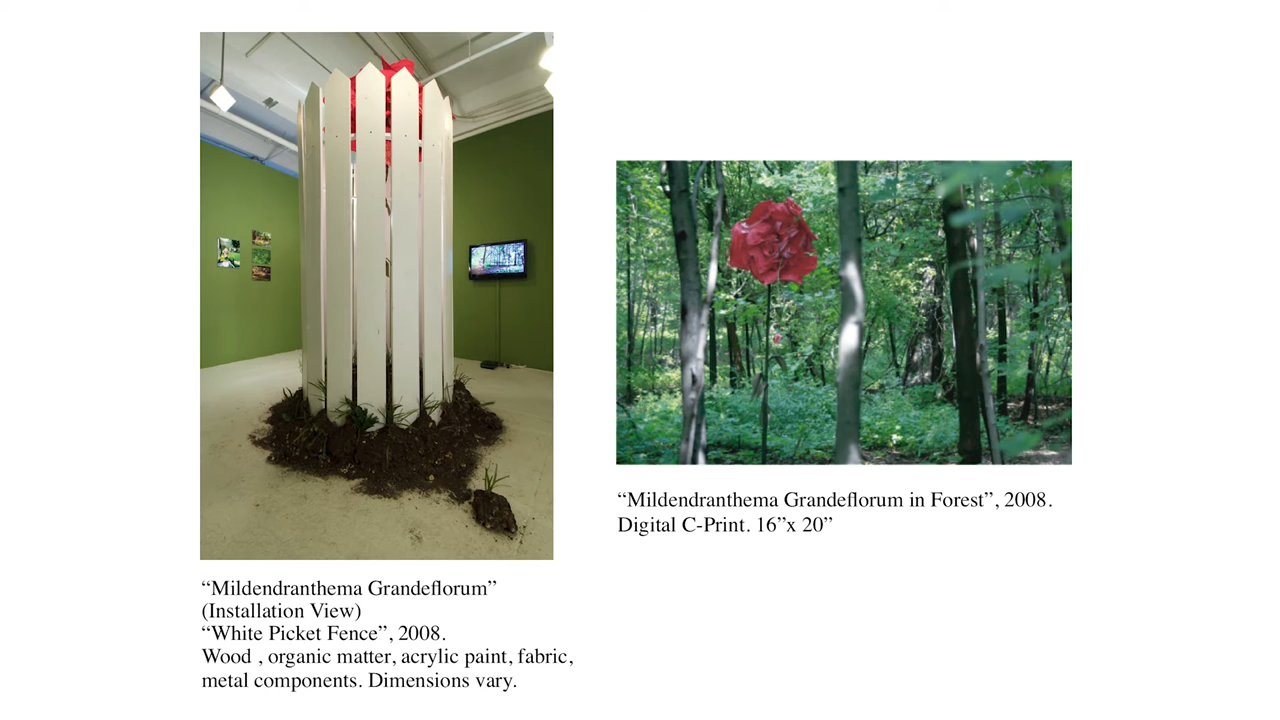 “Mildendranthema Grandeflorum”
(Installation View)
“White Picket Fence”, 2008.
Wood , organic matter, acrylic paint, fabric,
metal components. Dimensions vary.
“Mildendranthema Grandeflorum in Forest”, 2008.
Digital C-Print. 16”x 20”